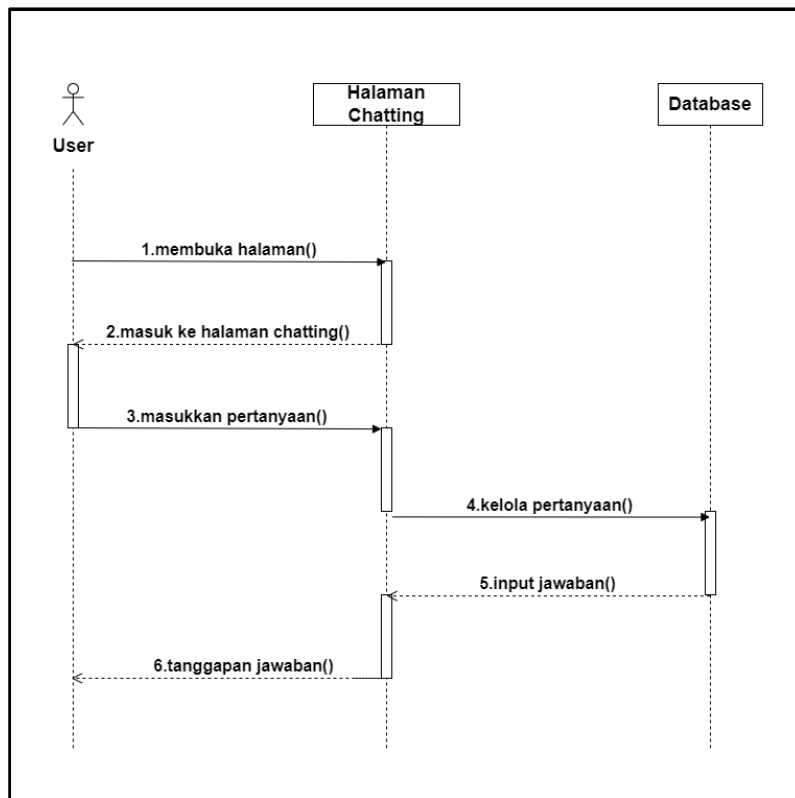 Halaman
Chatting
Database
User
1.membuka halaman()
2.masuk ke halaman chatting()
3.masukkan pertanyaan()
4.kelola pertanyaan()
5.input jawaban()
6.tanggapan jawaban()